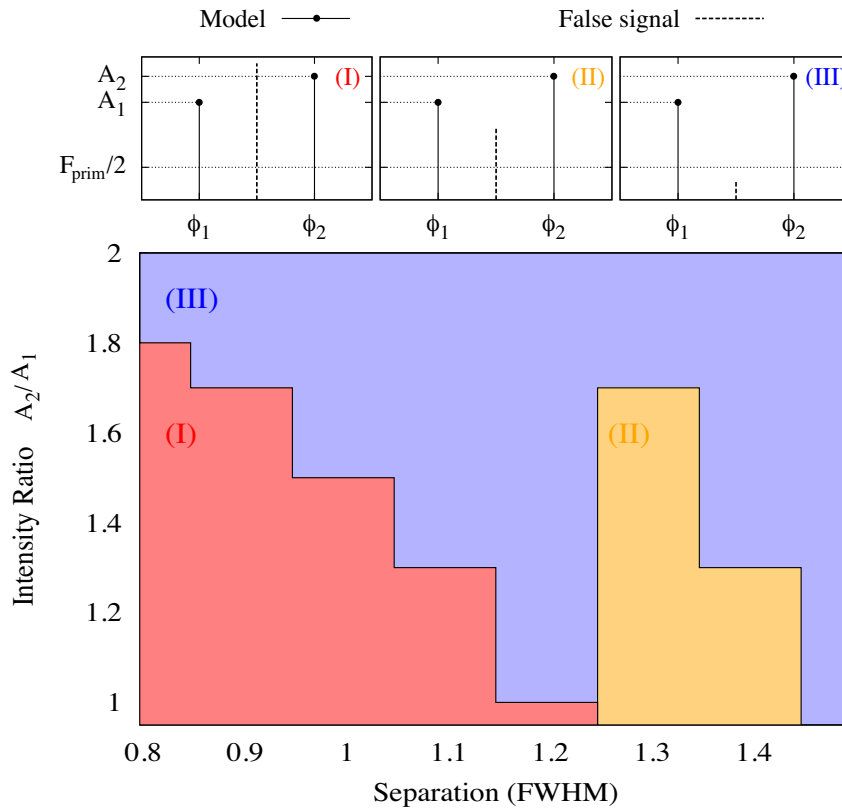 Model False signal
A2 (I) (II) (III)
A1
Fprim/2
ϕ1 ϕ2 ϕ1 ϕ2 ϕ1 ϕ2
2
(III)
1.8
1.6 (I) (II)
1.4
1.2
1
Intensity Ratio A2/A1
0.8 0.9 1 1.1 1.2 1.3 1.4
Separation (FWHM)